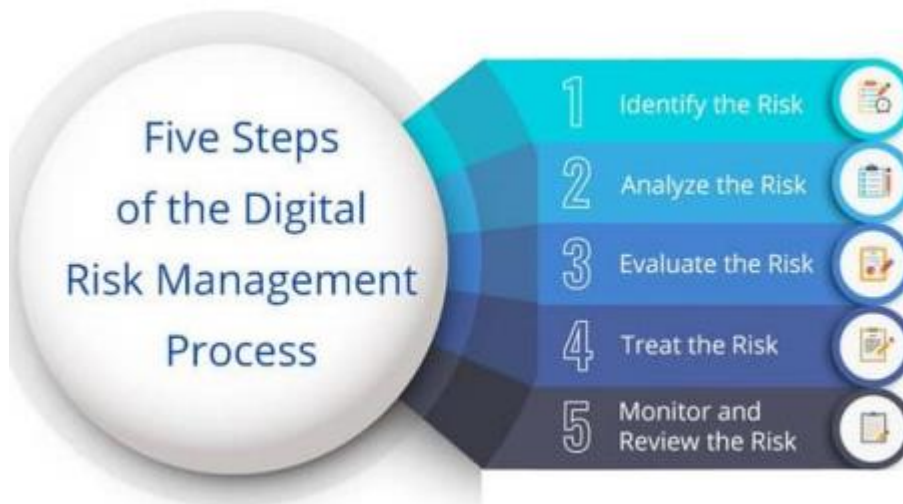 Five Steps
of the Digital
Risk Management
Process
1 Identify the Risk
2 Analyze the Risk
3 Evaluate the Risk
4 Treat the Risk
5 Monitor and
Review the Risk